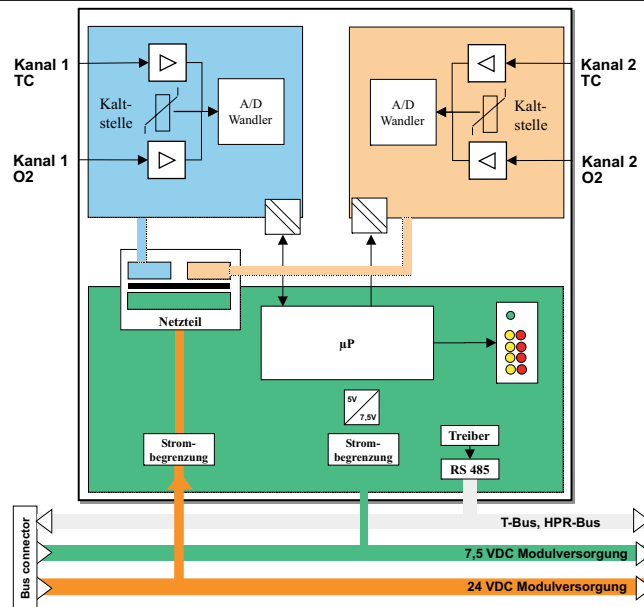 Kanal 1
TC
Kalt-
stelle
A/D
Wandler
Kanal 1
O2
Kanal 2
TC
A/D
Wandler
Kalt-
stelle
Kanal 2
O2
Netzteil
µP
5V
7,5V
Strom-
begrenzung
Strom-
begrenzung
Treiber
RS 485
Bus connector
T-Bus, HPR-Bus
7,5 VDC Modulversorgung
24 VDC Modulversorgung